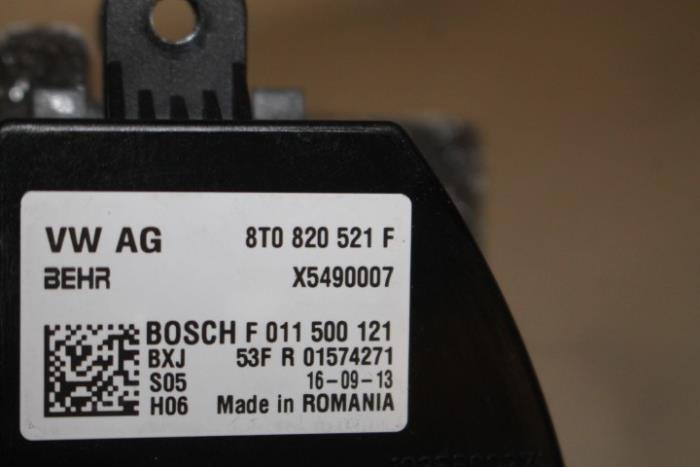 VW AG 8T0 820 521 F
BEHR X5490007
BOSCH F 011 500 121
BXJ 53F R 01574271
S05 16-09-13
H06 Made in ROMANIA